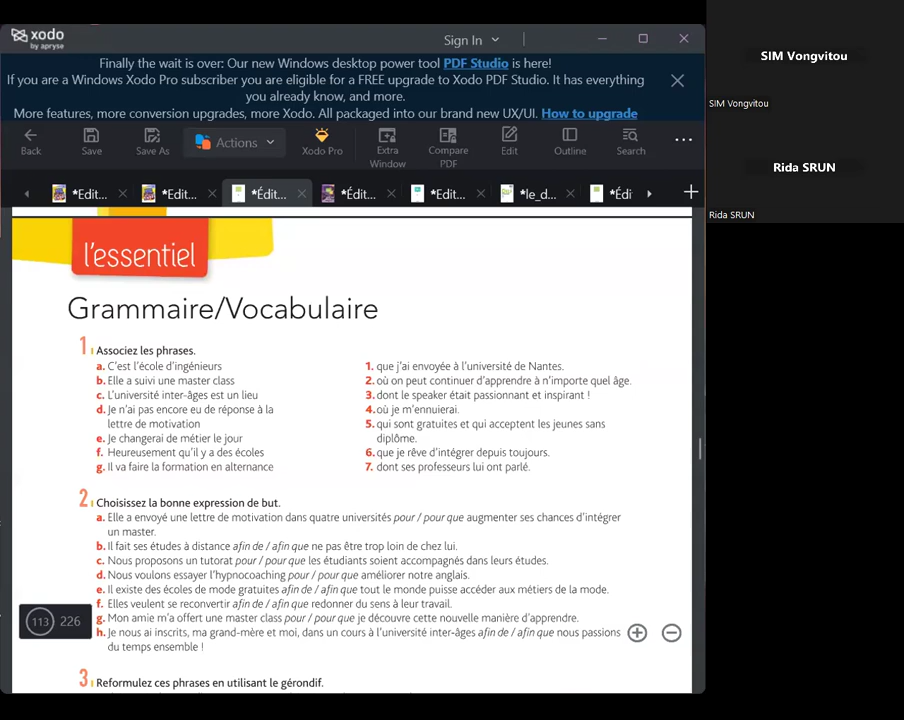 xodo
by apryse
Sign In
Finally the wait is over: Our new Windows desktop power tool PDF Studio is here!
If you are a Windows Xodo Pro subscriber you are eligible for a FREE upgrade to Xodo PDF Studio. It has everything
you already know, and more.
More features, more conversion upgrades, more Xodo. All packaged into our brand new UX/UI. How to upgrade
Back
Save
Save As
Actions
Xodo Pro
Extra Window
Compare PDF
Edit
Outline
Search
*Edit...
*Edit...
*Édit...
*Édit...
*Edit...
*le_d...
*Édi
l'essentiel
Grammaire/Vocabulaire
1 Associez les phrases.
a. C'est l'école d'ingénieurs
b. Elle a suivi une master class
c. L'université inter-âges est un lieu
d. Je n'ai pas encore eu de réponse à la
lettre de motivation
e. Je changerai de métier le jour
f. Heureusement qu'il y a des écoles
g. Il va faire la formation en alternance
1. que j'ai envoyée à l'université de Nantes.
2. où on peut continuer d'apprendre à n'importe quel âge.
3. dont le speaker était passionnant et inspirant !
4. où je m'ennuierai.
5. qui sont gratuites et qui acceptent les jeunes sans
diplôme.
6. que je rêve d'intégrer depuis toujours.
7. dont ses professeurs lui ont parlé.
2 Choisissez la bonne expression de but.
a. Elle a envoyé une lettre de motivation dans quatre universités pour / pour que augmenter ses chances d'intégrer
un master.
b. Il fait ses études à distance afin de / afin que ne pas être trop loin de chez lui.
c. Nous proposons un tutorat pour / pour que les étudiants soient accompagnés dans leurs études.
d. Nous voulons essayer l'hypnocoaching pour / pour que améliorer notre anglais.
e. Il existe des écoles de mode gratuites afin de / afin que tout le monde puisse accéder aux métiers de la mode.
f. Elles veulent se reconvertir afin de / afin que redonner du sens à leur travail.
g. Mon amie m'a offert une master class pour / pour que je découvre cette nouvelle manière d'apprendre.
h. Je nous ai inscrits, ma grand-mère et moi, dans un cours à l'université inter-âges afin de / afin que nous passions
du temps ensemble !
3 Reformulez ces phrases en utilisant le gérondif.
113 226
SIM Vongvitou
SIM Vongvitou
Rida SRUN
Rida SRUN